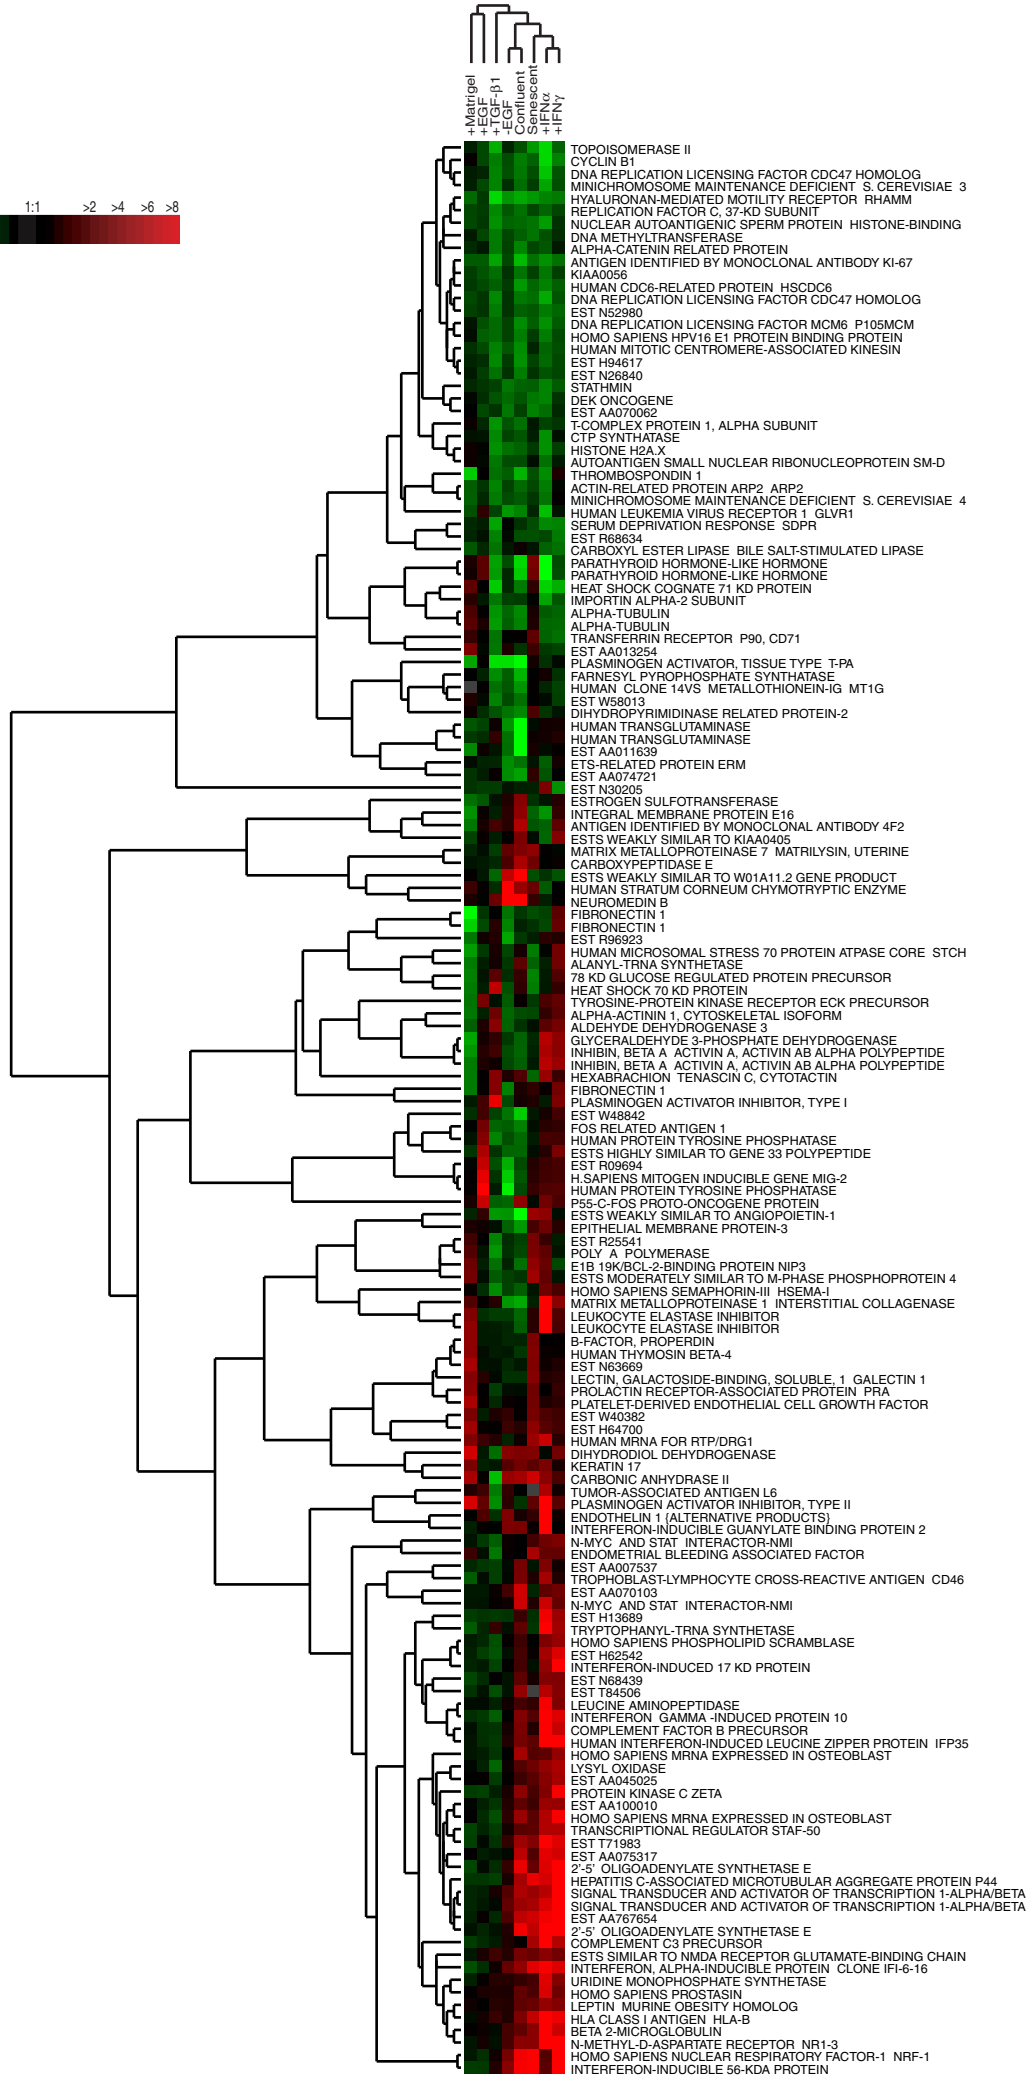 +Matrigel
+EGF
+TGF-β1
-EGF
Confluent
Senescent
+IFNα
+IFNγ
1:1 >2 >4 >6 >8
TOPOISOMERASE II
CYCLIN B1
DNA REPLICATION LICENSING FACTOR CDC47 HOMOLOG
MINICHROMOSOME MAINTENANCE DEFICIENT S. CEREVISIAE 3
HYALURONAN-MEDIATED MOTILITY RECEPTOR RHAMM
REPLICATION FACTOR C, 37-KD SUBUNIT
NUCLEAR AUTOANTIGENIC SPERM PROTEIN HISTONE-BINDING
DNA METHYLTRANSFERASE
ALPHA-CATENIN RELATED PROTEIN
ANTIGEN IDENTIFIED BY MONOCLONAL ANTIBODY KI-67
KIAA0056
HUMAN CDC6-RELATED PROTEIN HSCDC6
DNA REPLICATION LICENSING FACTOR CDC47 HOMOLOG
EST N52980
DNA REPLICATION LICENSING FACTOR MCM6 P105MCM
HOMO SAPIENS HPV16 E1 PROTEIN BINDING PROTEIN
HUMAN MITOTIC CENTROMERE-ASSOCIATED KINESIN
EST H94617
EST N26840
STATHMIN
DEK ONCOGENE
EST AA070062
T-COMPLEX PROTEIN 1, ALPHA SUBUNIT
CTP SYNTHATASE
HISTONE H2A.X
AUTOANTIGEN SMALL NUCLEAR RIBONUCLEOPROTEIN SM-D
THROMBOSPONDIN 1
ACTIN-RELATED PROTEIN ARP2 ARP2
MINICHROMOSOME MAINTENANCE DEFICIENT S. CEREVISIAE 4
HUMAN LEUKEMIA VIRUS RECEPTOR 1 GLVR1
SERUM DEPRIVATION RESPONSE SDPR
EST R68634
CARBOXYL ESTER LIPASE BILE SALT-STIMULATED LIPASE
PARATHYROID HORMONE-LIKE HORMONE
PARATHYROID HORMONE-LIKE HORMONE
HEAT SHOCK COGNATE 71 KD PROTEIN
IMPORTIN ALPHA-2 SUBUNIT
ALPHA-TUBULIN
ALPHA-TUBULIN
TRANSFERRIN RECEPTOR P90, CD71
EST AA013254
PLASMINOGEN ACTIVATOR, TISSUE TYPE T-PA
FARNESYL PYROPHOSPHATE SYNTHATASE
HUMAN CLONE 14VS METALLOTHIONEIN-IG MT1G
EST W58013
DIHYDROPYRIMIDINASE RELATED PROTEIN-2
HUMAN TRANSGLUTAMINASE
HUMAN TRANSGLUTAMINASE
EST AA011639
ETS-RELATED PROTEIN ERM
EST AA074721
EST N30205
ESTROGEN SULFOTRANSFERASE
INTEGRAL MEMBRANE PROTEIN E16
ANTIGEN IDENTIFIED BY MONOCLONAL ANTIBODY 4F2
ESTS WEAKLY SIMILAR TO KIAA0405
MATRIX METALLOPROTEINASE 7 MATRILYSIN, UTERINE
CARBOXYPEPTIDASE E
ESTS WEAKLY SIMILAR TO W01A11.2 GENE PRODUCT
HUMAN STRATUM CORNEUM CHYMOTRYPTIC ENZYME
NEUROMEDIN B
FIBRONECTIN 1
FIBRONECTIN 1
EST R96923
HUMAN MICROSOMAL STRESS 70 PROTEIN ATPASE CORE STCH
ALANYL-TRNA SYNTHETASE
78 KD GLUCOSE REGULATED PROTEIN PRECURSOR
HEAT SHOCK 70 KD PROTEIN
TYROSINE-PROTEIN KINASE RECEPTOR ECK PRECURSOR
ALPHA-ACTININ 1, CYTOSKELETAL ISOFORM
ALDEHYDE DEHYDROGENASE 3
GLYCERALDEHYDE 3-PHOSPHATE DEHYDROGENASE
INHIBIN, BETA A ACTIVIN A, ACTIVIN AB ALPHA POLYPEPTIDE
INHIBIN, BETA A ACTIVIN A, ACTIVIN AB ALPHA POLYPEPTIDE
HEXABRACHION TENASCIN C, CYTOTACTIN
FIBRONECTIN 1
PLASMINOGEN ACTIVATOR INHIBITOR, TYPE I
EST W48842
FOS RELATED ANTIGEN 1
HUMAN PROTEIN TYROSINE PHOSPHATASE
ESTS HIGHLY SIMILAR TO GENE 33 POLYPEPTIDE
EST R09694
H.SAPIENS MITOGEN INDUCIBLE GENE MIG-2
HUMAN PROTEIN TYROSINE PHOSPHATASE
P55-C-FOS PROTO-ONCOGENE PROTEIN
ESTS WEAKLY SIMILAR TO ANGIOPOIETIN-1
EPITHELIAL MEMBRANE PROTEIN-3
EST R25541
POLY A POLYMERASE
E1B 19K/BCL-2-BINDING PROTEIN NIP3
ESTS MODERATELY SIMILAR TO M-PHASE PHOSPHOPROTEIN 4
HOMO SAPIENS SEMAPHORIN-III HSEMA-I
MATRIX METALLOPROTEINASE 1 INTERSTITIAL COLLAGENASE
LEUKOCYTE ELASTASE INHIBITOR
LEUKOCYTE ELASTASE INHIBITOR
B-FACTOR, PROPERDIN
HUMAN THYMOSIN BETA-4
EST N63669
LECTIN, GALACTOSIDE-BINDING, SOLUBLE, 1 GALECTIN 1
PROLACTIN RECEPTOR-ASSOCIATED PROTEIN PRA
PLATELET-DERIVED ENDOTHELIAL CELL GROWTH FACTOR
EST W40382
EST H64700
HUMAN MRNA FOR RTP/DRG1
DIHYDRODIOL DEHYDROGENASE
KERATIN 17
CARBONIC ANHYDRASE II
TUMOR-ASSOCIATED ANTIGEN L6
PLASMINOGEN ACTIVATOR INHIBITOR, TYPE II
ENDOTHELIN 1 {ALTERNATIVE PRODUCTS}
INTERFERON-INDUCIBLE GUANYLATE BINDING PROTEIN 2
N-MYC AND STAT INTERACTOR-NMI
ENDOMETRIAL BLEEDING ASSOCIATED FACTOR
EST AA007537
TROPHOBLAST-LYMPHOCYTE CROSS-REACTIVE ANTIGEN CD46
EST AA070103
N-MYC AND STAT INTERACTOR-NMI
EST H13689
TRYPTOPHANYL-TRNA SYNTHETASE
HOMO SAPIENS PHOSPHOLIPID SCRAMBLASE
EST H62542
INTERFERON-INDUCED 17 KD PROTEIN
EST N68439
EST T84506
LEUCINE AMINOPEPTIDASE
INTERFERON GAMMA -INDUCED PROTEIN 10
COMPLEMENT FACTOR B PRECURSOR
HUMAN INTERFERON-INDUCED LEUCINE ZIPPER PROTEIN IFP35
HOMO SAPIENS MRNA EXPRESSED IN OSTEOBLAST
LYSYL OXIDASE
EST AA045025
PROTEIN KINASE C ZETA
EST AA100010
HOMO SAPIENS MRNA EXPRESSED IN OSTEOBLAST
TRANSCRIPTIONAL REGULATOR STAF-50
EST T71983
EST AA075317
2'-5' OLIGOADENYLATE SYNTHETASE E
HEPATITIS C-ASSOCIATED MICROTUBULAR AGGREGATE PROTEIN P44
SIGNAL TRANSDUCER AND ACTIVATOR OF TRANSCRIPTION 1-ALPHA/BETA
SIGNAL TRANSDUCER AND ACTIVATOR OF TRANSCRIPTION 1-ALPHA/BETA
EST AA767654
2'-5' OLIGOADENYLATE SYNTHETASE E
COMPLEMENT C3 PRECURSOR
ESTS SIMILAR TO NMDA RECEPTOR GLUTAMATE-BINDING CHAIN
INTERFERON, ALPHA-INDUCIBLE PROTEIN CLONE IFI-6-16
URIDINE MONOPHOSPHATE SYNTHETASE
HOMO SAPIENS PROSTASIN
LEPTIN MURINE OBESITY HOMOLOG
HLA CLASS I ANTIGEN HLA-B
BETA 2-MICROGLOBULIN
N-METHYL-D-ASPARTATE RECEPTOR NR1-3
HOMO SAPIENS NUCLEAR RESPIRATORY FACTOR-1 NRF-1
INTERFERON-INDUCIBLE 56-KDA PROTEIN